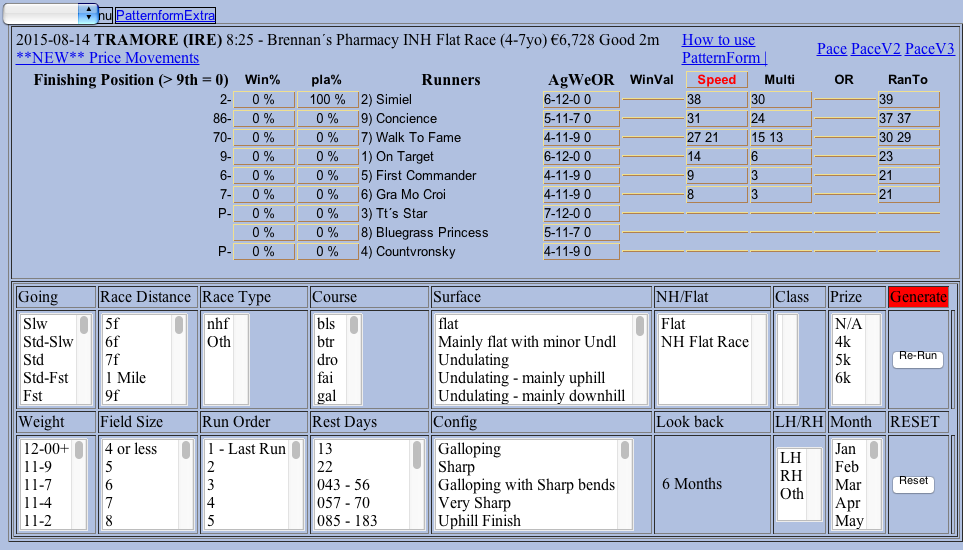 nu PatternformExtra
2015-08-14 TRAMORE (IRE) 8:25 - Brennan´s Pharmacy INH Flat Race (4-7yo) €6,728 Good 2m
**NEW** Price Movements
How to use
PatternForm |
Pace PaceV2 PaceV3
Finishing Position (> 9th = 0) Win% pla% Runners AgWeOR WinVal Speed Multi OR RanTo
2- 0 % 100 % 2) Simiel 6-12-0 0 38 30 39
86- 0 % 0 % 9) Concience 5-11-7 0 31 24 37 37
70- 0 % 0 % 7) Walk To Fame 4-11-9 0 27 21 15 13 30 29
9- 0 % 0 % 1) On Target 6-12-0 0 14 6 23
6- 0 % 0 % 5) First Commander 4-11-9 0 9 3 21
7- 0 % 0 % 6) Gra Mo Croi 4-11-9 0 8 3 21
P- 0 % 0 % 3) Tt´s Star 7-12-0 0
0 % 0 % 8) Bluegrass Princess 5-11-7 0
P- 0 % 0 % 4) Countvronsky 4-11-9 0
Going Race Distance Race Type Course Surface NH/Flat Class Prize Generate
Slw 5f nhf bls flat Flat N/A
Std-Slw 6f Oth btr Mainly flat with minor Undl NH Flat Race 4k
Std 7f dro Undulating 5k Re-Run
Std-Fst 1 Mile fai Undulating - mainly uphill 6k
Fst 9f gal Undulating - mainly downhill
Weight Field Size Run Order Rest Days Config Look back LH/RH Month RESET
12-00+ 4 or less 1 - Last Run 13 Galloping LH Jan
11-9 5 2 22 Sharp RH Feb
11-7 6 3 043 - 56 Galloping with Sharp bends 6 Months Oth Mar Reset
11-4 7 4 057 - 70 Very Sharp Apr
11-2 8 5 085 - 183 Uphill Finish May